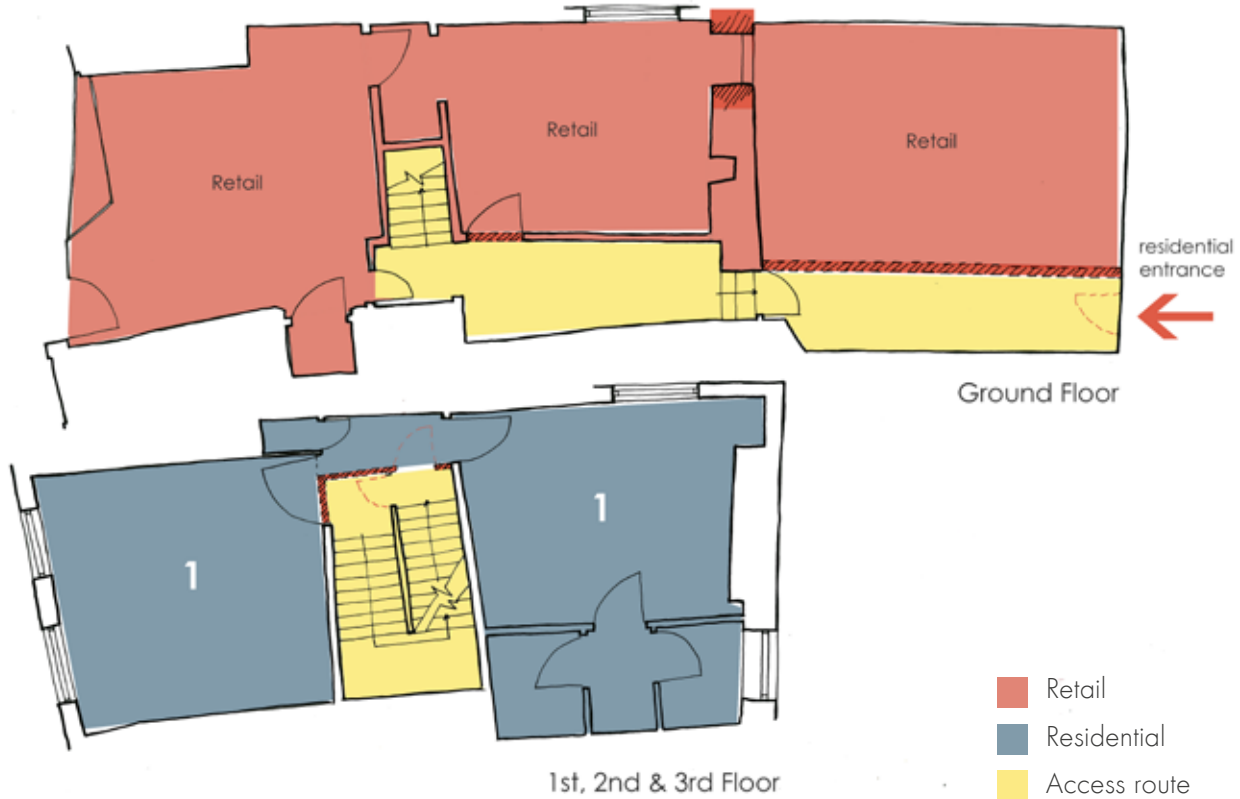 Retail
Retail
Retail
residential
entrance
Ground Floor
1
1
Retail
Residential
Access route
1st, 2nd & 3rd Floor